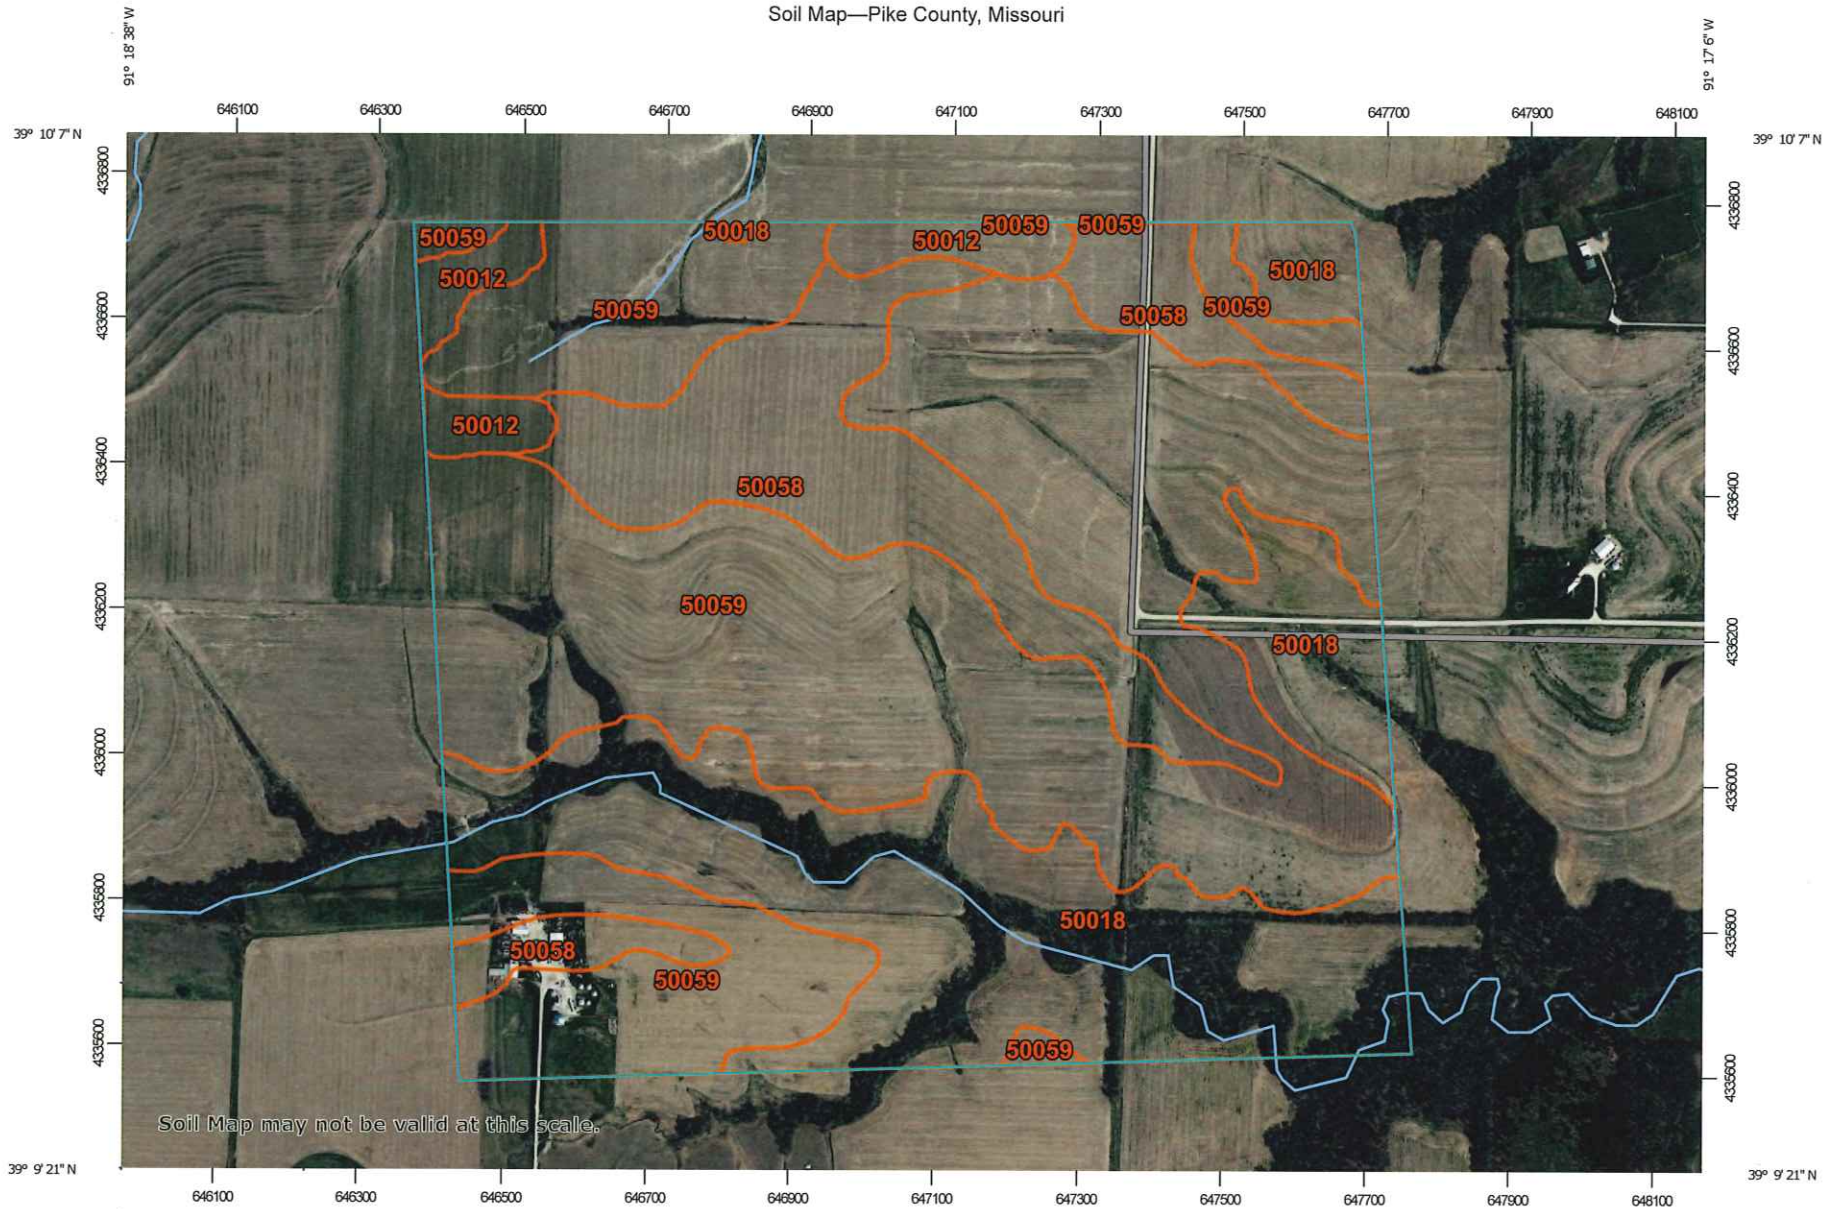 Soil Map—Pike County, Missouri
91° 18' 38" W
91° 17' 6" W
646100 646300 646500 646700 646900 647100 647300 647500 647700 647900 648100
39° 10' 7" N
39° 10' 7" N
4336800
4336800
50059 50018 50012 50059 50059
50012 50018
50059 50058 50059
4336600
4336600
50012
4336400
4336400
50058
50059
4336200
4336200
50018
4336000
4336000
4335800
4335800
50018
50058
50059
50059
4335600
4335600
Soil Map may not be valid at this scale.
39° 9' 21" N
39° 9' 21" N
646100 646300 646500 646700 646900 647100 647300 647500 647700 647900 648100